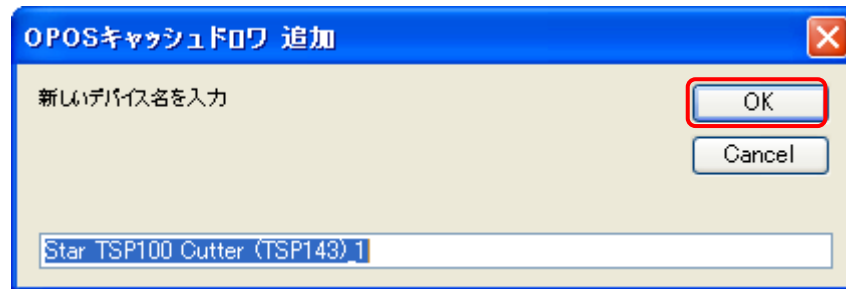 OPOSキャッシュドロワ 追加
新しいデバイス名を入力
OK
Cancel
Star TSP100 Cutter (TSP143)_1